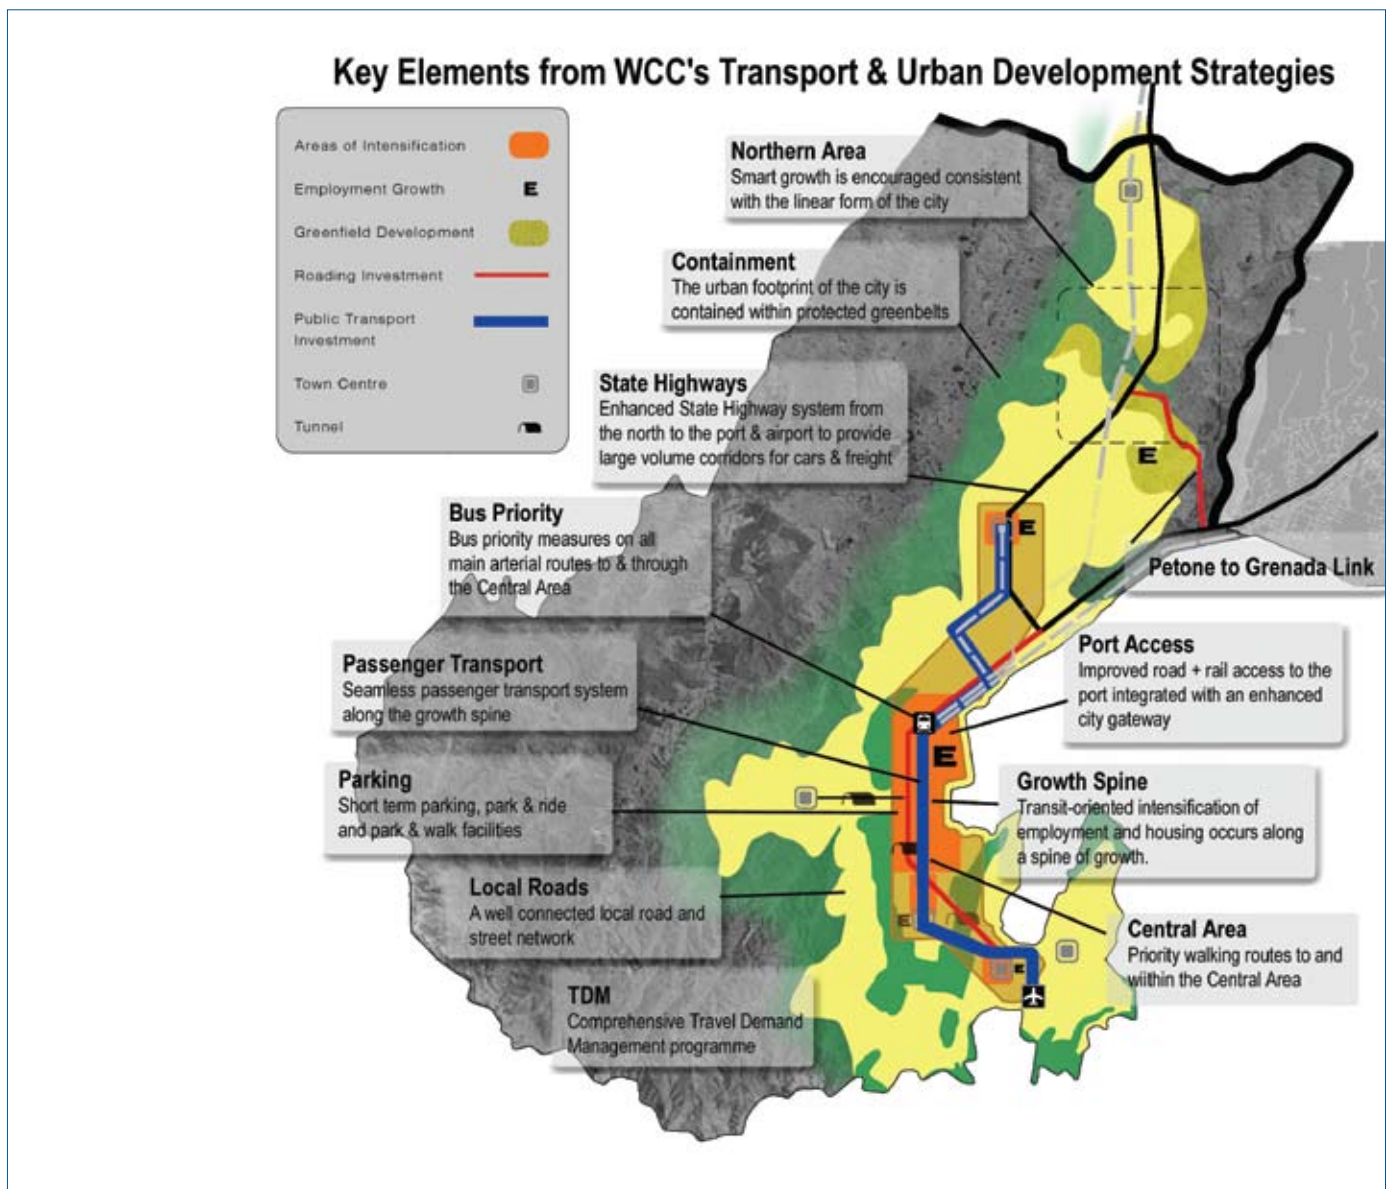 Key Elements from WCC's Transport & Urban Development Strategies
Areas of Intensification
Employment Growth
E
Greenfield Development
Roading Investment
Public Transport
Investment
Town Centre
Tunnel
Northern Area
Smart growth is encouraged consistent
with the linear form of the city
Containment
The urban footprint of the city is
contained within protected greenbelts
State Highways
Enhanced State Highway system from
the north to the port & airport to provide
large volume corridors for cars & freight
E
Bus Priority
Bus priority measures on all
main arterial routes to & through
the Central Area
E
Petone to Grenada Link
Passenger Transport
Seamless passenger transport system
along the growth spine
Port Access
Improved road + rail access to the
port integrated with an enhanced
city gateway
E
Parking
Short term parking, park & ride
and park & walk facilities
Growth Spine
Transit-oriented intensification of
employment and housing occurs along
a spine of growth.
Local Roads
A well connected local road and
street network
E
Central Area
Priority walking routes to and
wiithin the Central Area
E
TDM
Comprehensive Travel Demand
Management programme